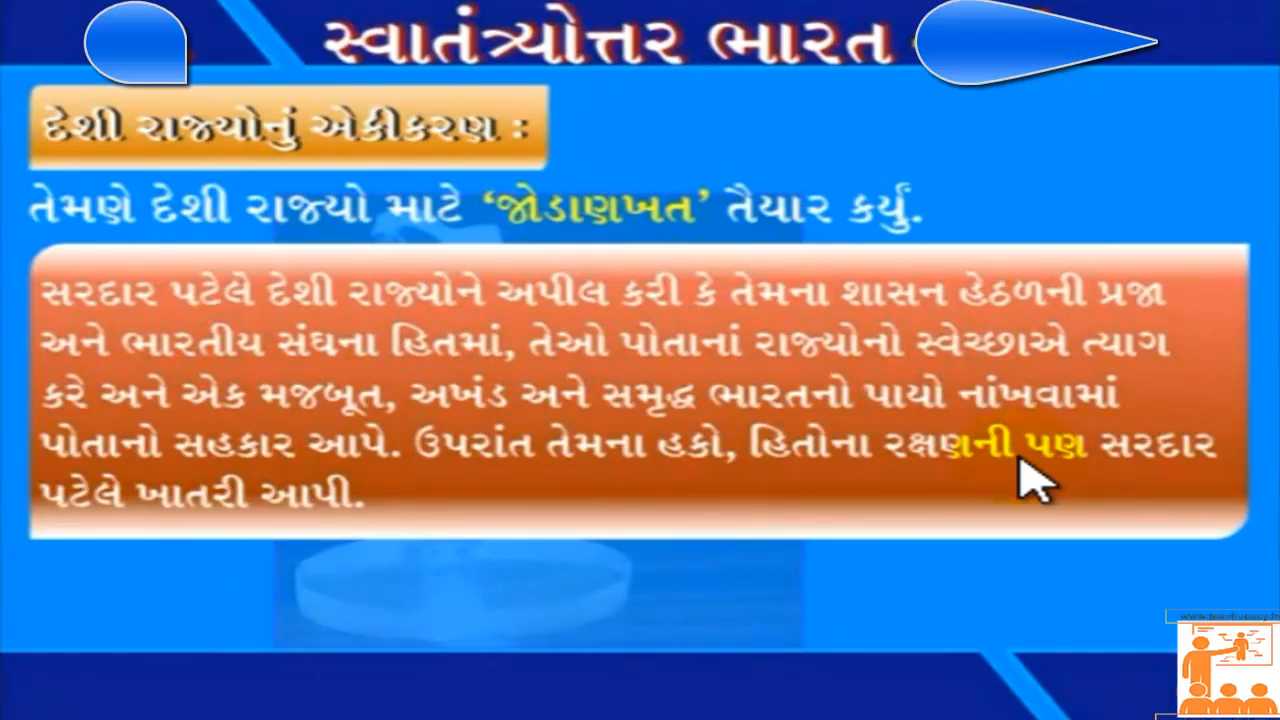 સ્વાતંત્ર્યોત્તર ભારત
દેશી રાજ્યોનું એકીકરણ :
તેમણે દેશી રાજ્યો માટે ‘જોડાણખત’ તૈયાર કર્યું.
સરદાર પટેલે દેશી રાજ્યોને અપીલ કરી કે તેમના શાસન હેઠળની પ્રજા
અને ભારતીય સંઘના હિતમાં, તેઓ પોતાનાં રાજ્યોનો સ્વેચ્છાએ ત્યાગ
કરે અને એક મજબૂત, અખંડ અને સમૃદ્ધ ભારતનો પાયો નાંખવામાં
પોતાનો સહકાર આપે. ઉપરાંત તેમના હકો, હિતોના રક્ષણની પણ સરદાર
પટેલે ખાતરી આપી.